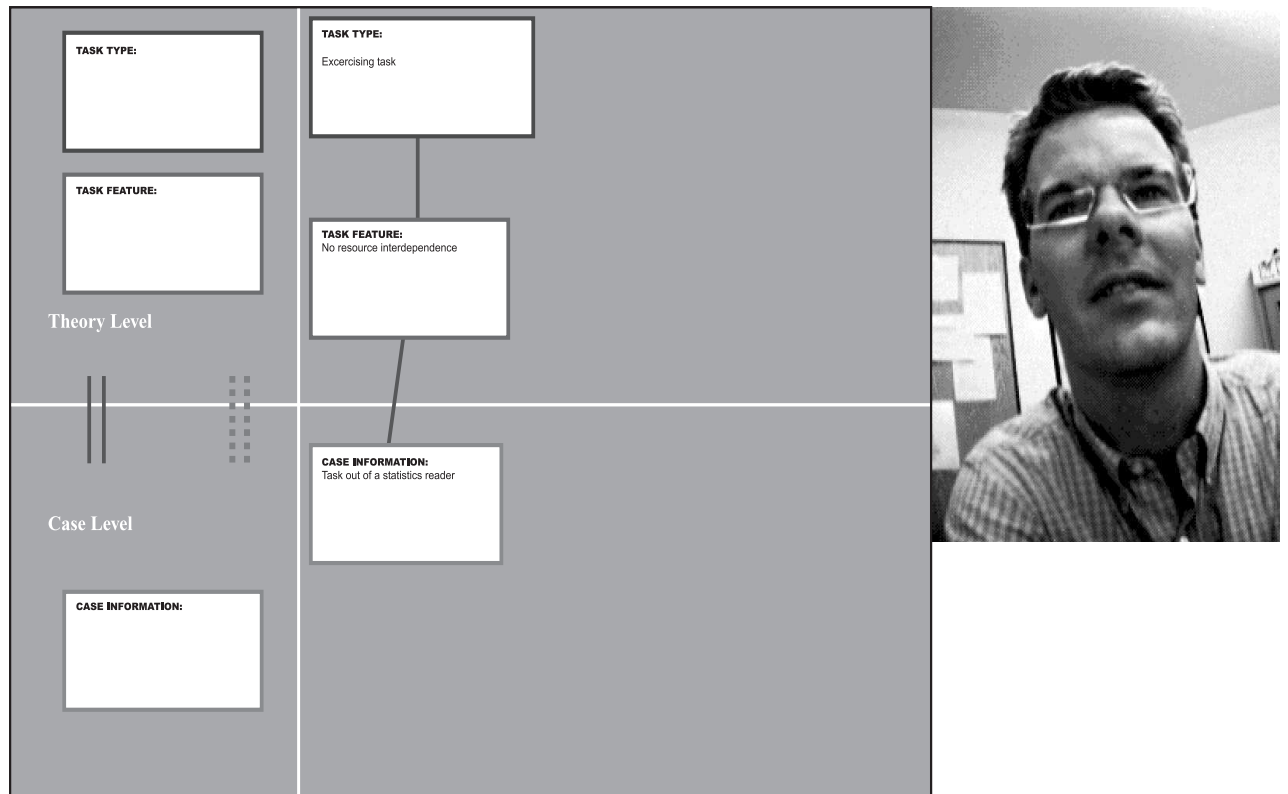 TASK TYPE:
TASK FEATURE:
Theory Level
Case Level
CASE INFORMATION:
TASK TYPE:
Excercising task
TASK FEATURE:
No resource interdependence
CASE INFORMATION:
Task out of a statistics reader